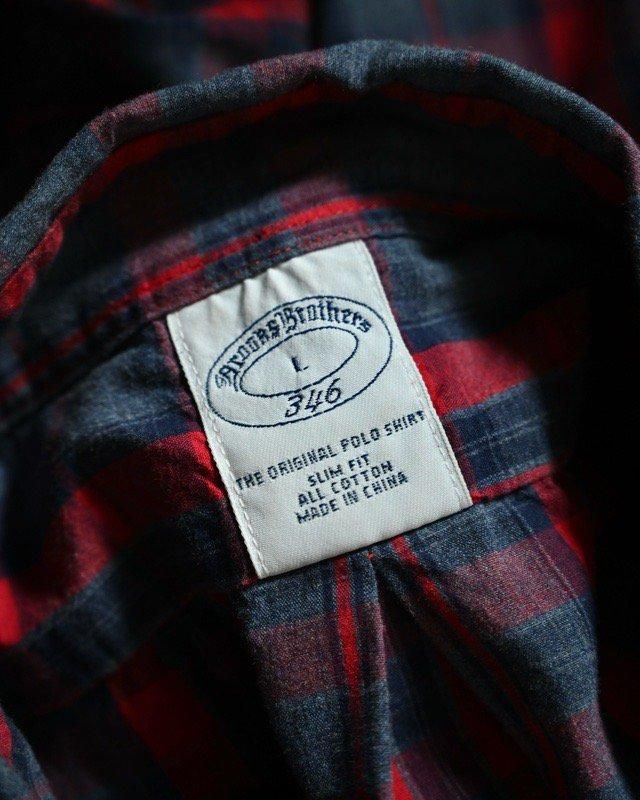 Brooks Brothers
L
346
THE ORIGINAL POLO SHIRT
SLIM FIT
ALL COTTON
MADE IN CHINA